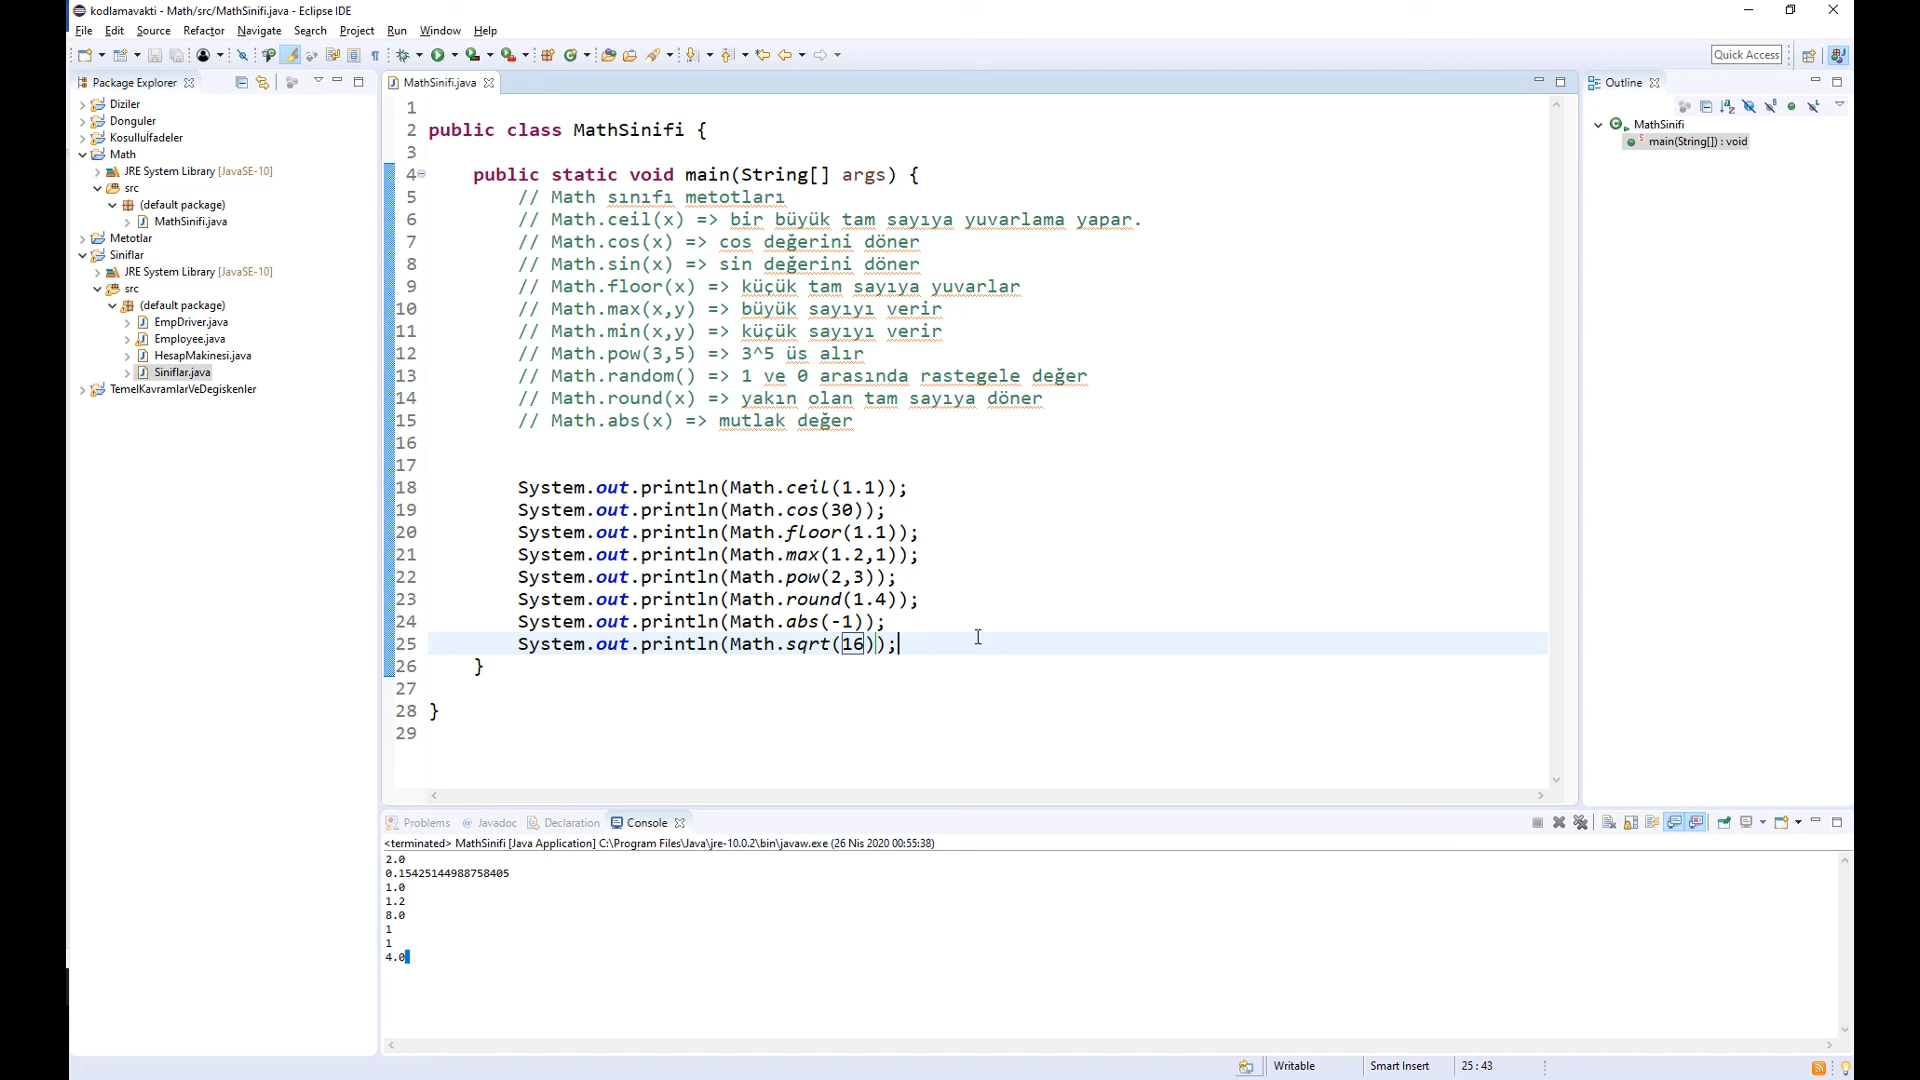 kodlamavakti - Math/src/MathSinifi.java - Eclipse IDE
File Edit Source Refactor Navigate Search Project Run Window Help
Quick Access
Package Explorer
Diziler
Donguler
KosulluIfadeler
Math
JRE System Library [JavaSE-10]
src
(default package)
MathSinifi.java
Metotlar
Siniflar
JRE System Library [JavaSE-10]
src
(default package)
EmpDriver.java
Employee.java
HesapMakinesi.java
Siniflar.java
TemelKavramlarVeDegiskenler
MathSinifi.java
1
2 public class MathSinifi {
3
4 public static void main(String[] args) {
5 // Math sınıfı metotları
6 // Math.ceil(x) => bir büyük tam sayıya yuvarlama yapar.
7 // Math.cos(x) => cos değerini döner
8 // Math.sin(x) => sin değerini döner
9 // Math.floor(x) => küçük tam sayıya yuvarlar
10 // Math.max(x,y) => büyük sayıyı verir
11 // Math.min(x,y) => küçük sayıyı verir
12 // Math.pow(3,5) => 3^5 üs alır
13 // Math.random() => 1 ve 0 arasında rastegele değer
14 // Math.round(x) => yakın olan tam sayıya döner
15 // Math.abs(x) => mutlak değer
16
17
18 System.out.println(Math.ceil(1.1));
19 System.out.println(Math.cos(30));
20 System.out.println(Math.floor(1.1));
21 System.out.println(Math.max(1.2,1));
22 System.out.println(Math.pow(2,3));
23 System.out.println(Math.round(1.4));
24 System.out.println(Math.abs(-1));
25 System.out.println(Math.sqrt(16));
26 }
27
28 }
29
Outline
MathSinifi
main(String[]) : void
Problems Javadoc Declaration Console
<terminated> MathSinifi [Java Application] C:\Program Files\Java\jre-10.0.2\bin\javaw.exe (26 Nis 2020 00:55:38)
2.0
0.15425144988758405
1.0
1.2
8.0
1
1
4.0
Writable Smart Insert 25 : 43